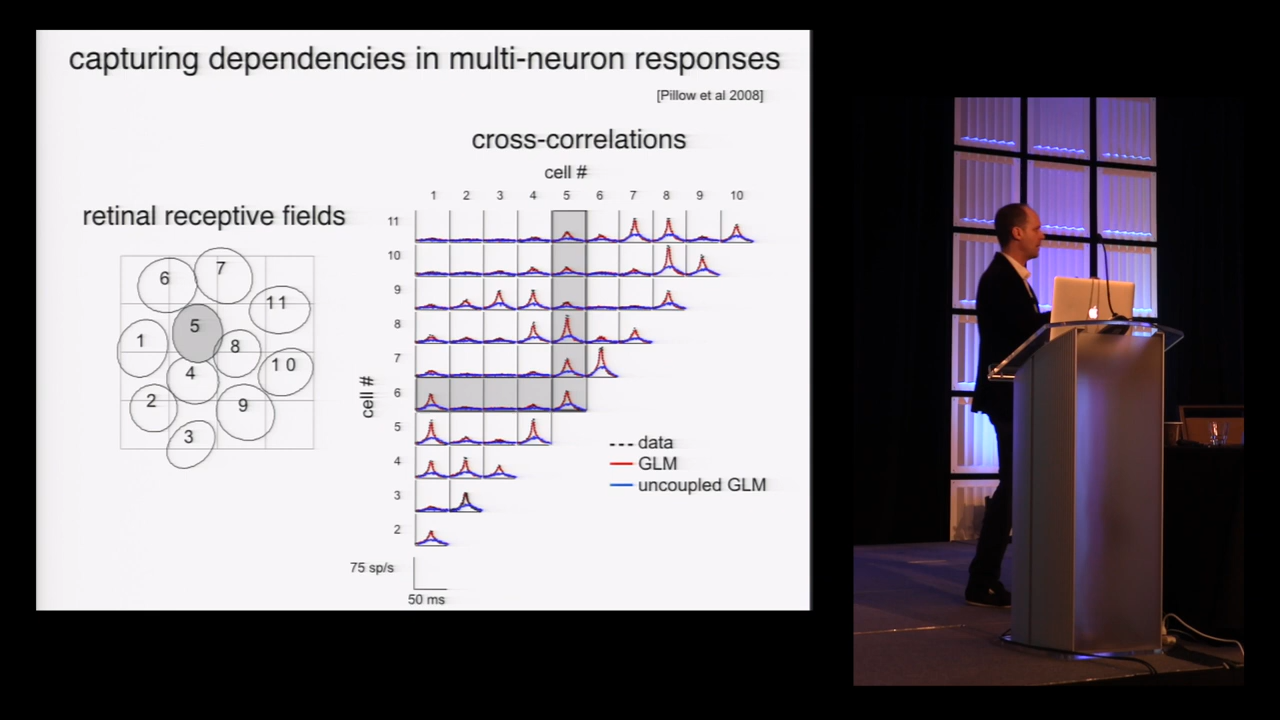 capturing dependencies in multi-neuron responses
[Pillow et al 2008]
cross-correlations
cell #
1 2 3 4 5 6 7 8 9 10
retinal receptive fields
11
10
9
8
7
6
5
4
3
2
cell #
6
7
11
5
1
8
4
10
2
9
3
data
GLM
uncoupled GLM
75 sp/s
50 ms